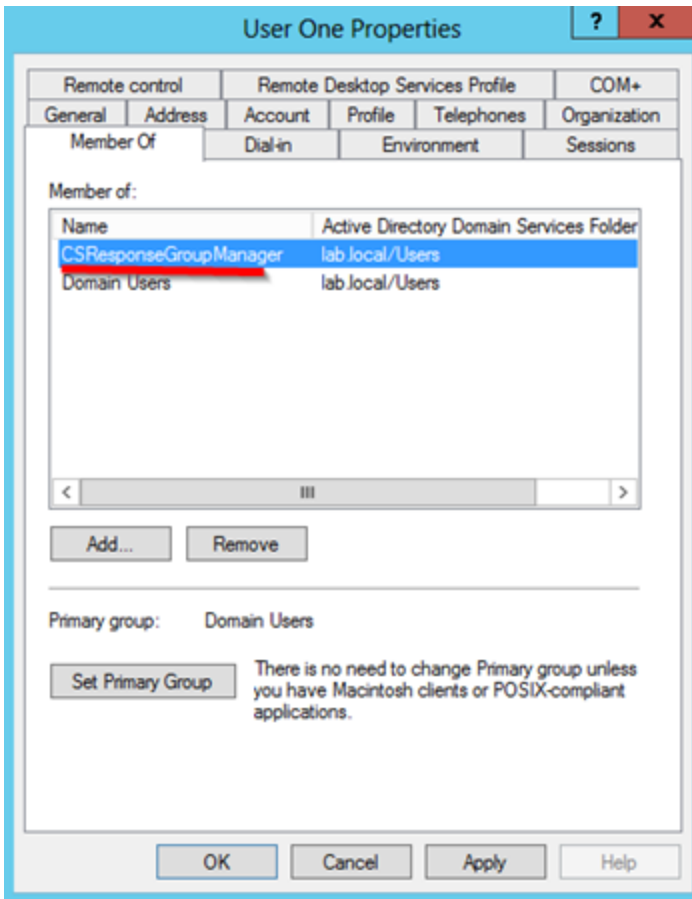 User One Properties
?
x
Remote control
Remote Desktop Services Profile
COM+
General
Address
Account
Profile
Telephones
Organization
Member Of
Dial-in
Environment
Sessions
Member of:
Name
Active Directory Domain Services Folder
CSResponseGroupManager
lab.local/Users
Domain Users
lab.local/Users
Add...
Remove
Primary group:
Domain Users
Set Primary Group
There is no need to change Primary group unless
you have Macintosh clients or POSIX-compliant
applications.
OK
Cancel
Apply
Help